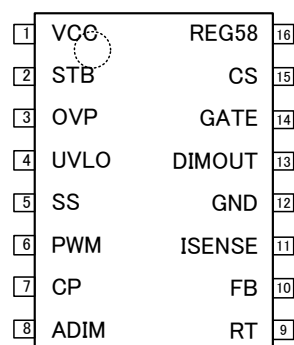 1 VCC REG58 16
2 STB CS 15
3 OVP GATE 14
4 UVLO DIMOUT 13
5 SS GND 12
6 PWM ISENSE 11
7 CP FB 10
8 ADIM RT 9